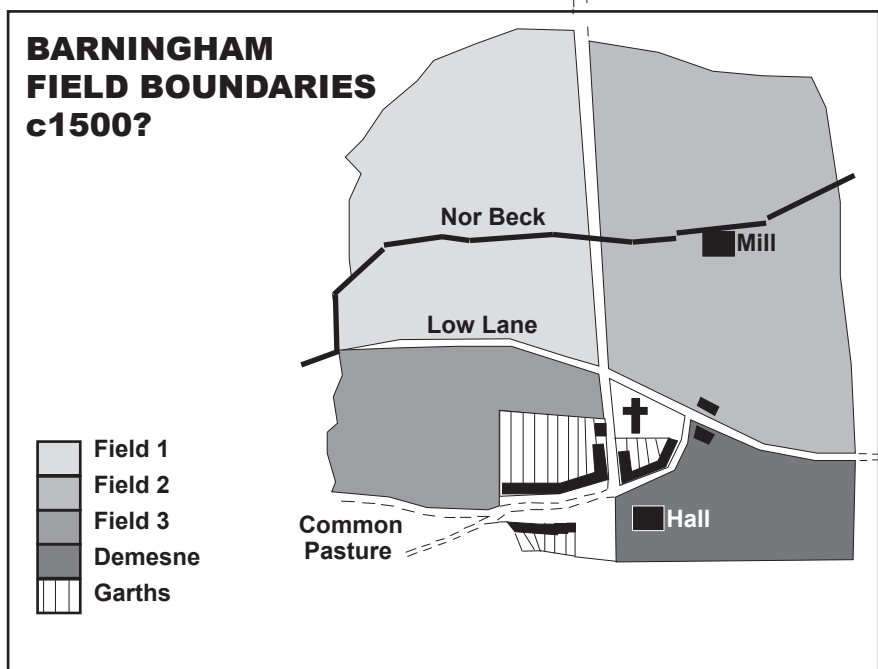 BARNINGHAM
FIELD BOUNDARIES
c1500?
Nor Beck
Mill
Low Lane
Field 1
Field 2
Field 3
Demesne
Garths
Common
Pasture
Hall